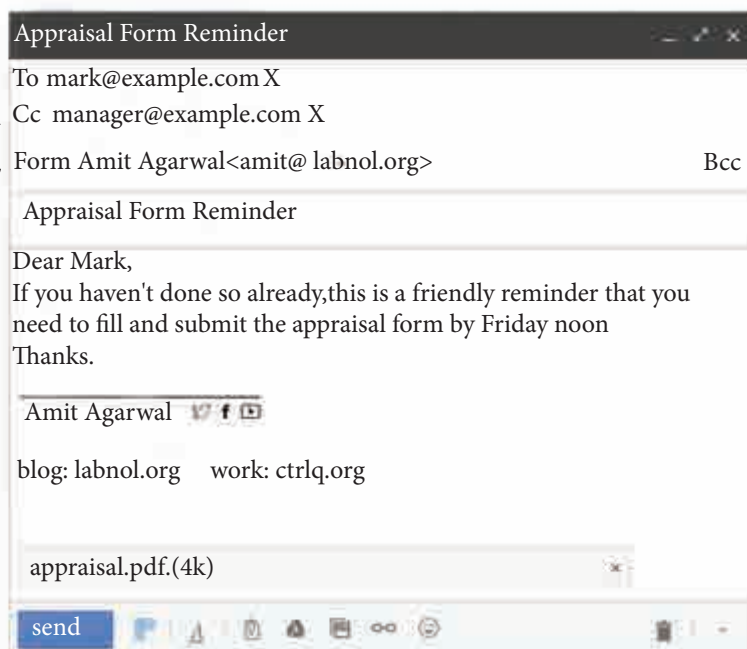 Appraisal Form Reminder
To mark@example.com X
Cc manager@example.com X
Form Amit Agarwal<amit@ labnol.org> Bcc
Appraisal Form Reminder
Dear Mark,
If you haven't done so already,this is a friendly reminder that you
need to fill and submit the appraisal form by Friday noon
Thanks.
Amit Agarwal
blog: labnol.org work: ctrlq.org
appraisal.pdf.(4k)
send